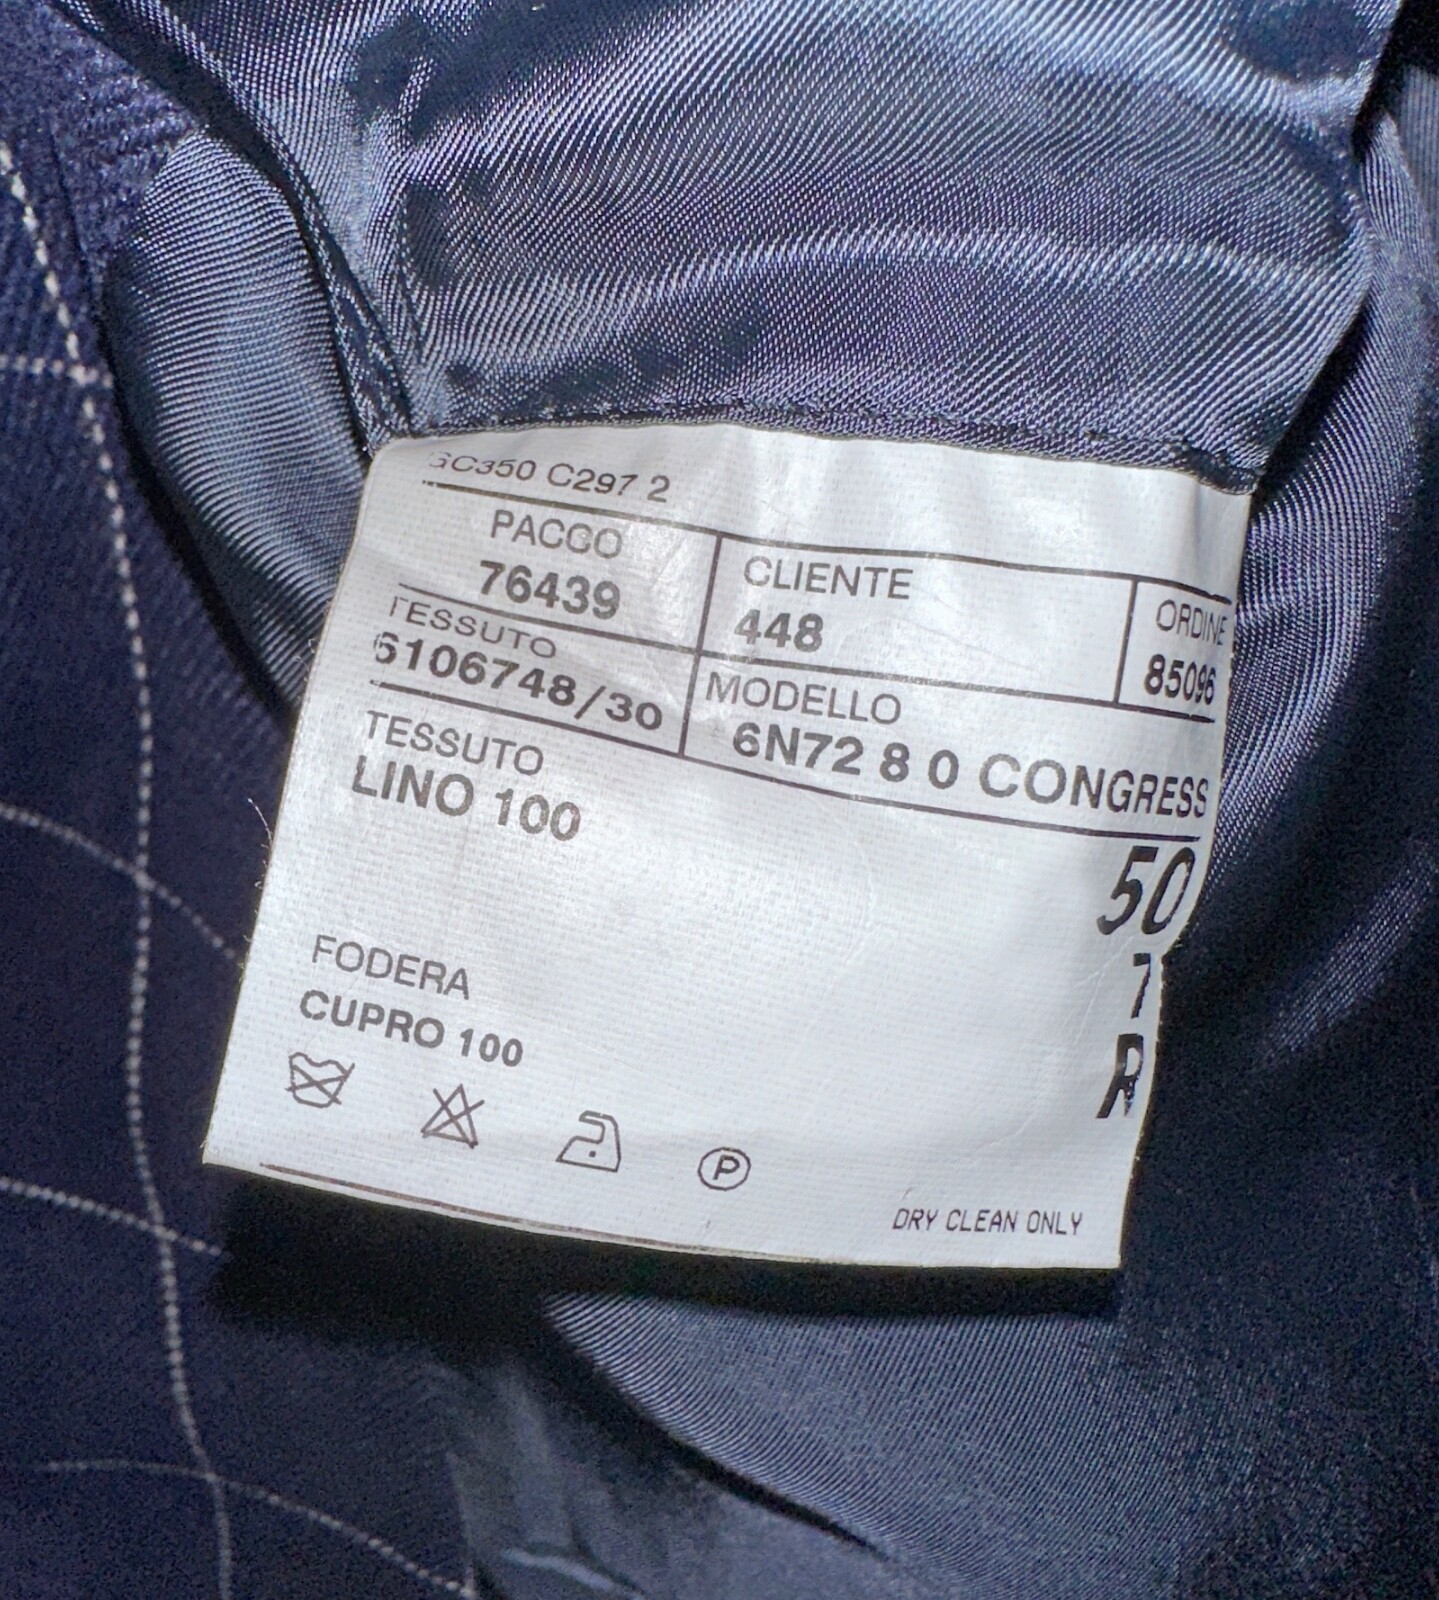 GC350 C297 2
PACCO
76439
CLIENTE
448
ORDINE
85096
TESSUTO
6106748/30
MODELLO
6N72 8 0 CONGRESS
TESSUTO
LINO 100
50
7
R
FODERA
CUPRO 100
P
DRY CLEAN ONLY